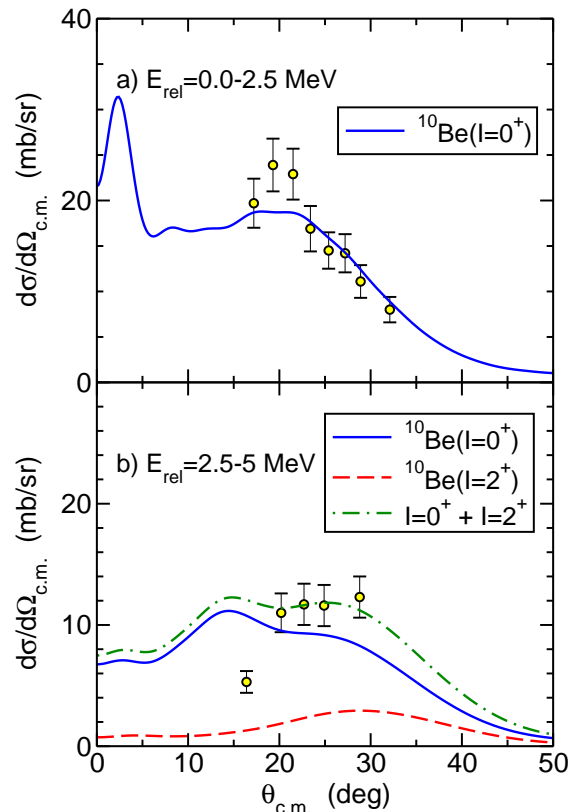 40
a) E_rel=0.0-2.5 MeV
¹⁰Be(I=0⁺)
30
20
10
0
dσ/dΩ_c.m. (mb/sr)
¹⁰Be(I=0⁺)
¹⁰Be(I=2⁺)
I=0⁺ + I=2⁺
b) E_rel=2.5-5 MeV
20
10
0
dσ/dΩ_c.m. (mb/sr)
0 10 20 30 40 50
θ_c.m. (deg)